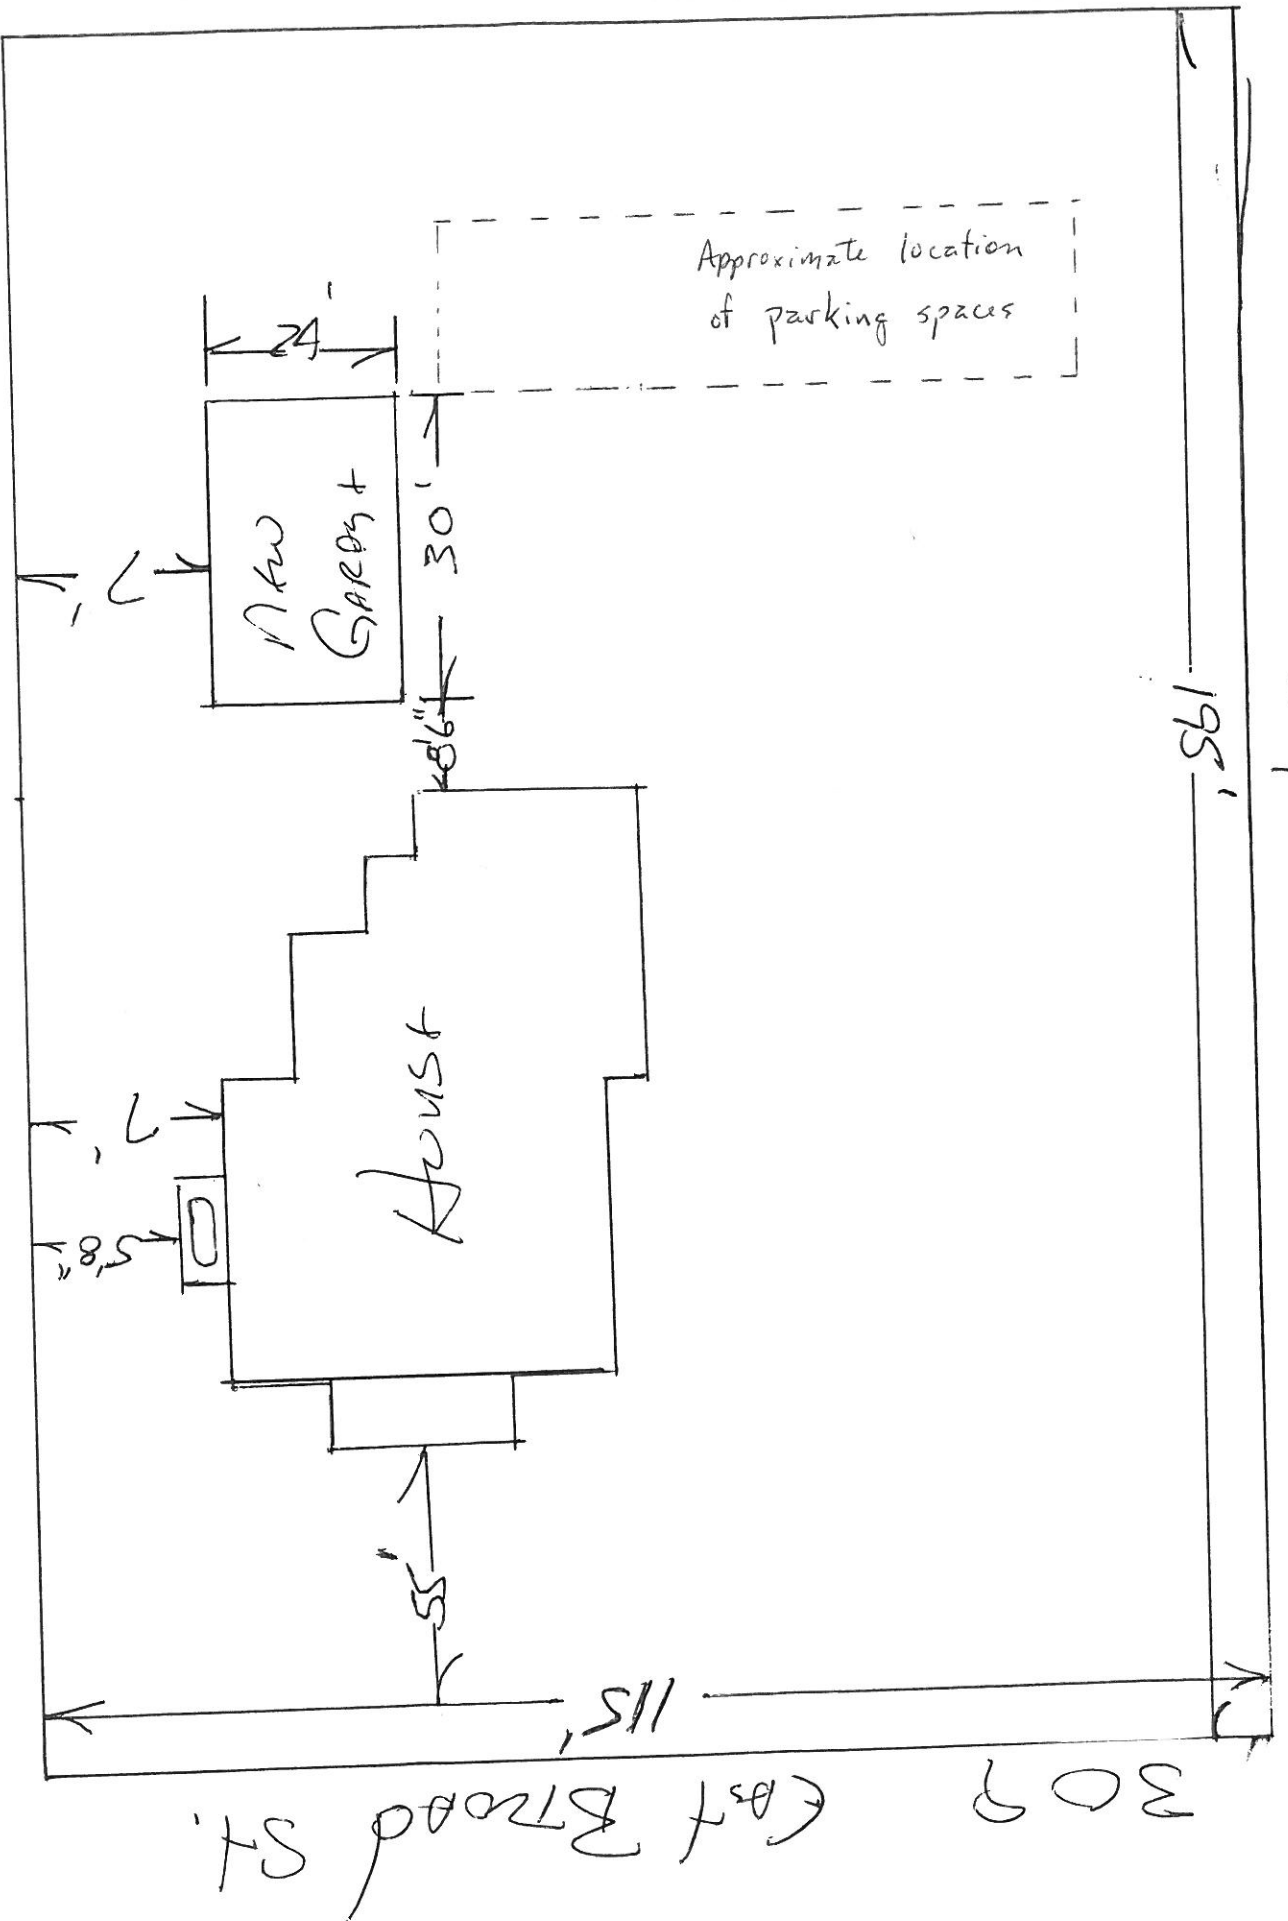 Approximate location
of parking spaces
24'
New
Garage
30'
7'
8'6"
195'
House
7'
5'8"
55'
115'
309 East Broad St.